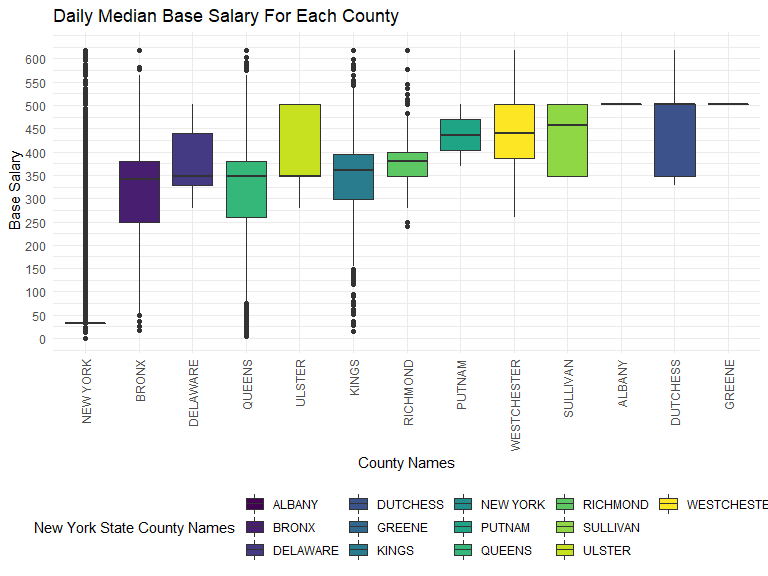 Daily Median Base Salary For Each County
Base Salary
600
550
500
450
400
350
300
250
200
150
100
50
0
NEW YORK
BRONX
DELAWARE
QUEENS
ULSTER
KINGS
RICHMOND
PUTNAM
WESTCHESTER
SULLIVAN
ALBANY
DUTCHESS
GREENE
County Names
New York State County Names
ALBANY DUTCHESS NEW YORK RICHMOND WESTCHESTE
BRONX GREENE PUTNAM SULLIVAN
DELAWARE KINGS QUEENS ULSTER